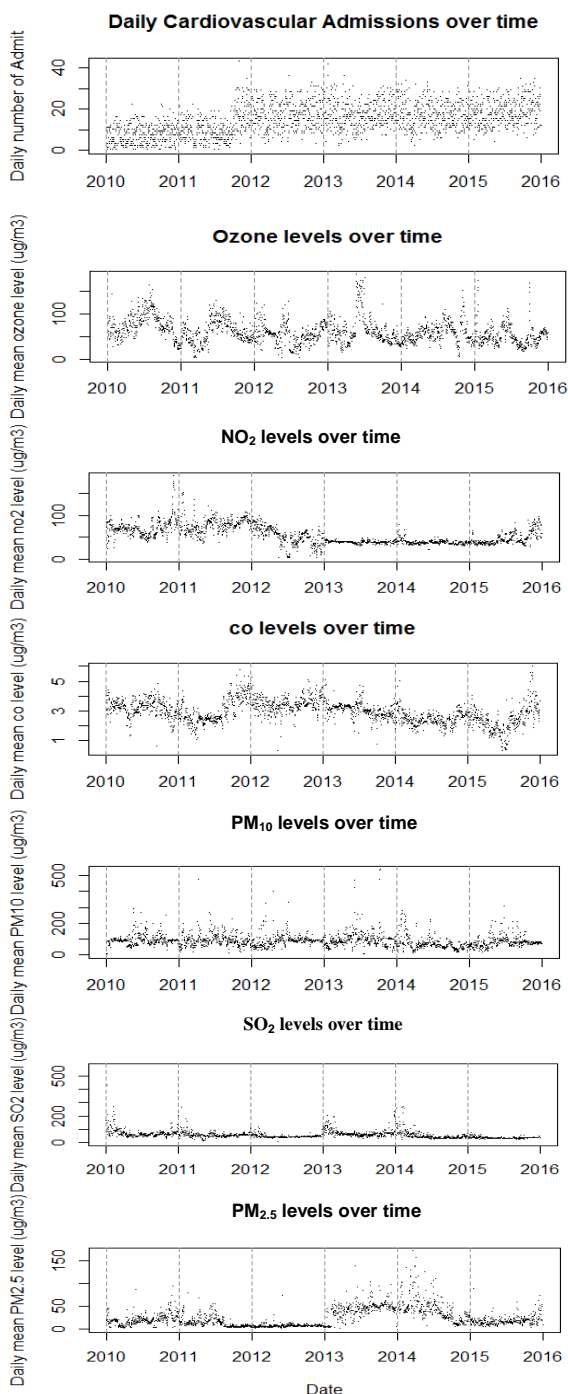 Daily Cardiovascular Admissions over time
Daily number of Admit
40
20
0
2010 2011 2012 2013 2014 2015 2016
Ozone levels over time
Daily mean ozone level (ug/m3)
100
0
2010 2011 2012 2013 2014 2015 2016
NO₂ levels over time
Daily mean no2 level (ug/m3)
100
0
2010 2011 2012 2013 2014 2015 2016
co levels over time
Daily mean co level (ug/m3)
5
3
1
2010 2011 2012 2013 2014 2015 2016
PM₁₀ levels over time
Daily mean PM10 level (ug/m3)
500
200
0
2010 2011 2012 2013 2014 2015 2016
SO₂ levels over time
Daily mean SO2 level (ug/m3)
500
200
0
2010 2011 2012 2013 2014 2015 2016
PM₂.₅ levels over time
Daily mean PM2.5 level (ug/m3)
150
50
0
2010 2011 2012 2013 2014 2015 2016
Date